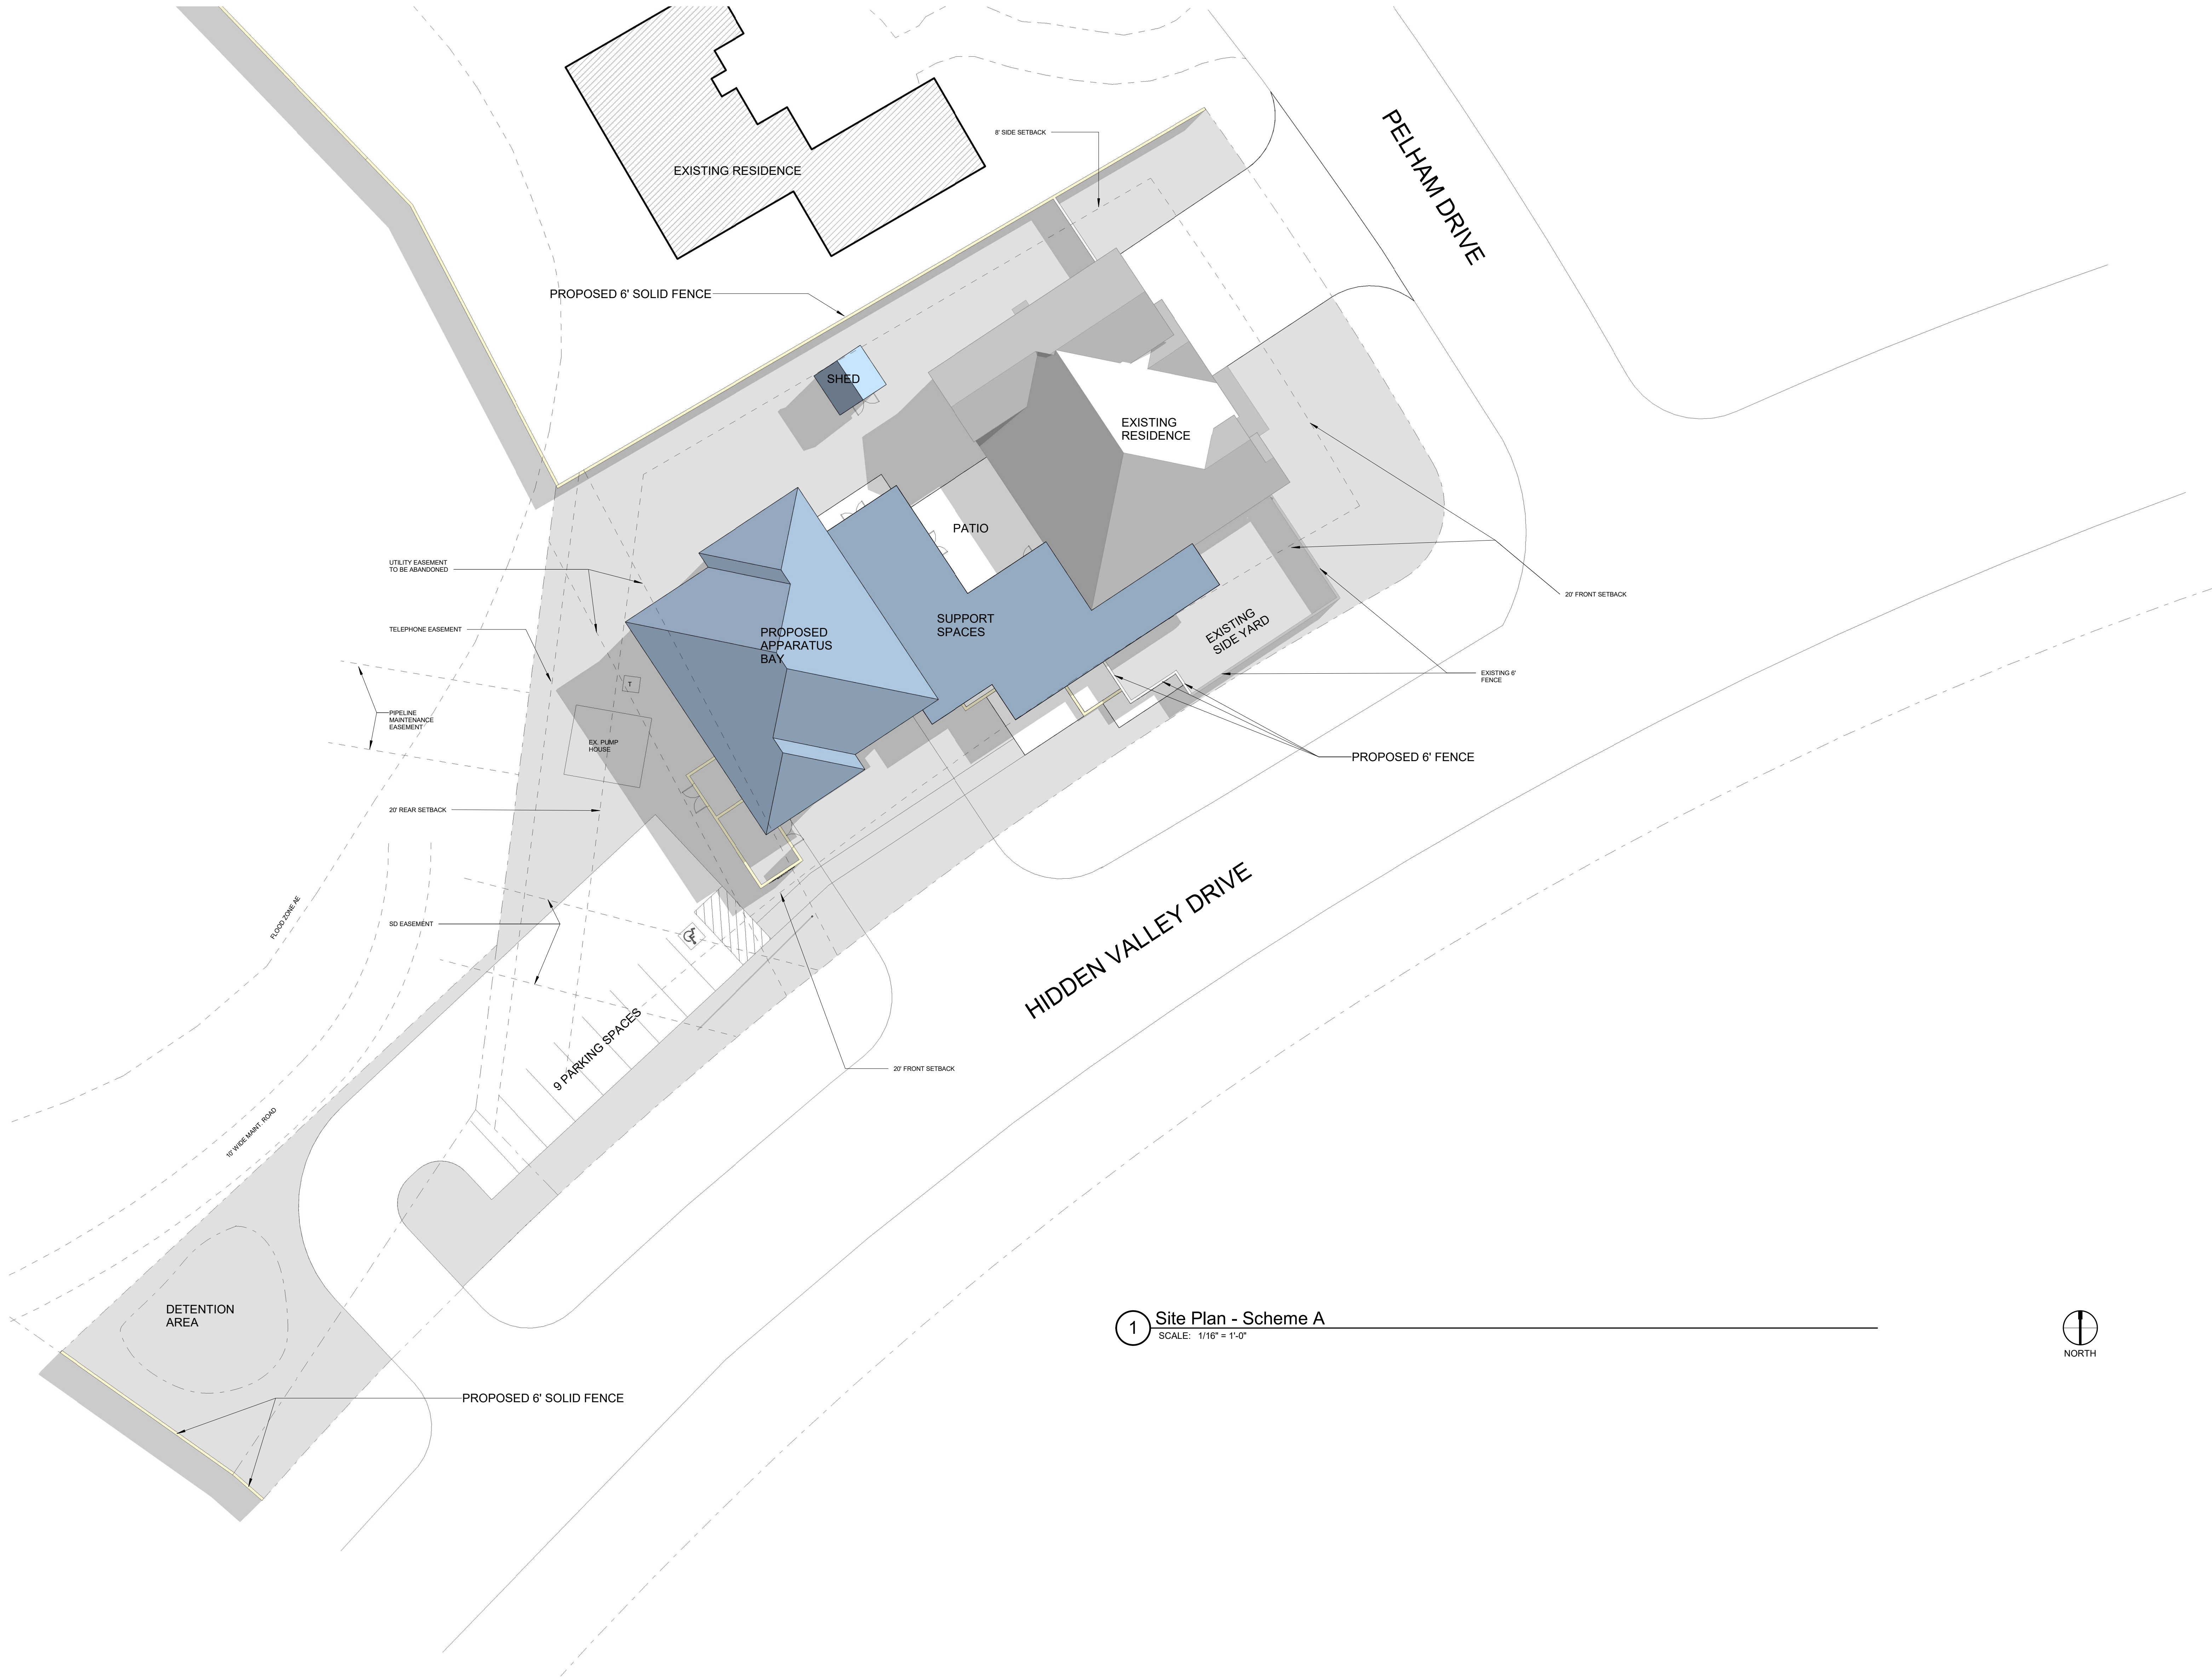 PELHAM DRIVE
8' SIDE SETBACK
EXISTING RESIDENCE
PROPOSED 6' SOLID FENCE
SHED
EXISTING
RESIDENCE
PATIO
UTILITY EASEMENT
TO BE ABANDONED
20' FRONT SETBACK
SUPPORT
SPACES
EXISTING
SIDE YARD
TELEPHONE EASEMENT
PROPOSED
APPARATUS
BAY
EXISTING 6'
FENCE
T
PIPELINE
MAINTENANCE
EASEMENT
EX. PUMP
HOUSE
PROPOSED 6' FENCE
20' REAR SETBACK
HIDDEN VALLEY DRIVE
FLOOD ZONE AE
SD EASEMENT
9 PARKING SPACES
20' FRONT SETBACK
10' WIDE MAINT. ROAD
DETENTION
AREA
1
Site Plan - Scheme A
SCALE: 1/16" = 1'-0"
NORTH
PROPOSED 6' SOLID FENCE